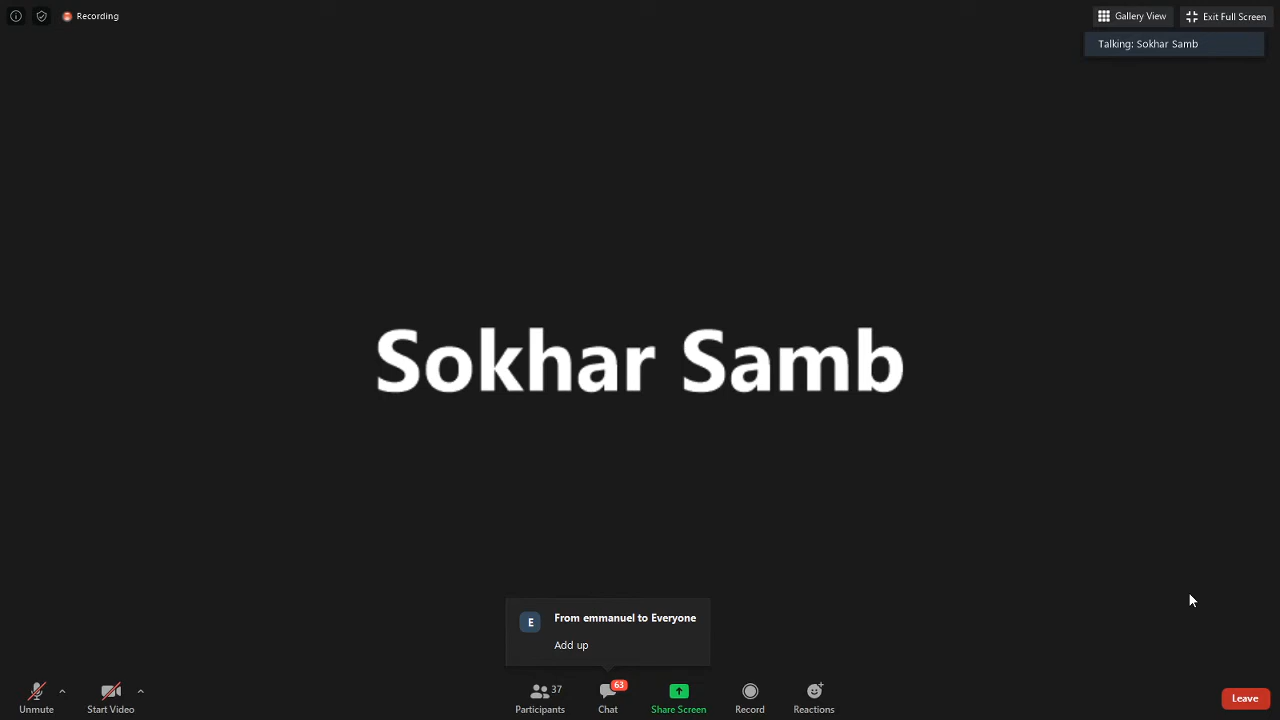 Recording
Gallery View
Exit Full Screen
Talking: Sokhar Samb
Sokhar Samb
E
From emmanuel to Everyone
Add up
Unmute
Start Video
37
Participants
63
Chat
Share Screen
Record
Reactions
Leave